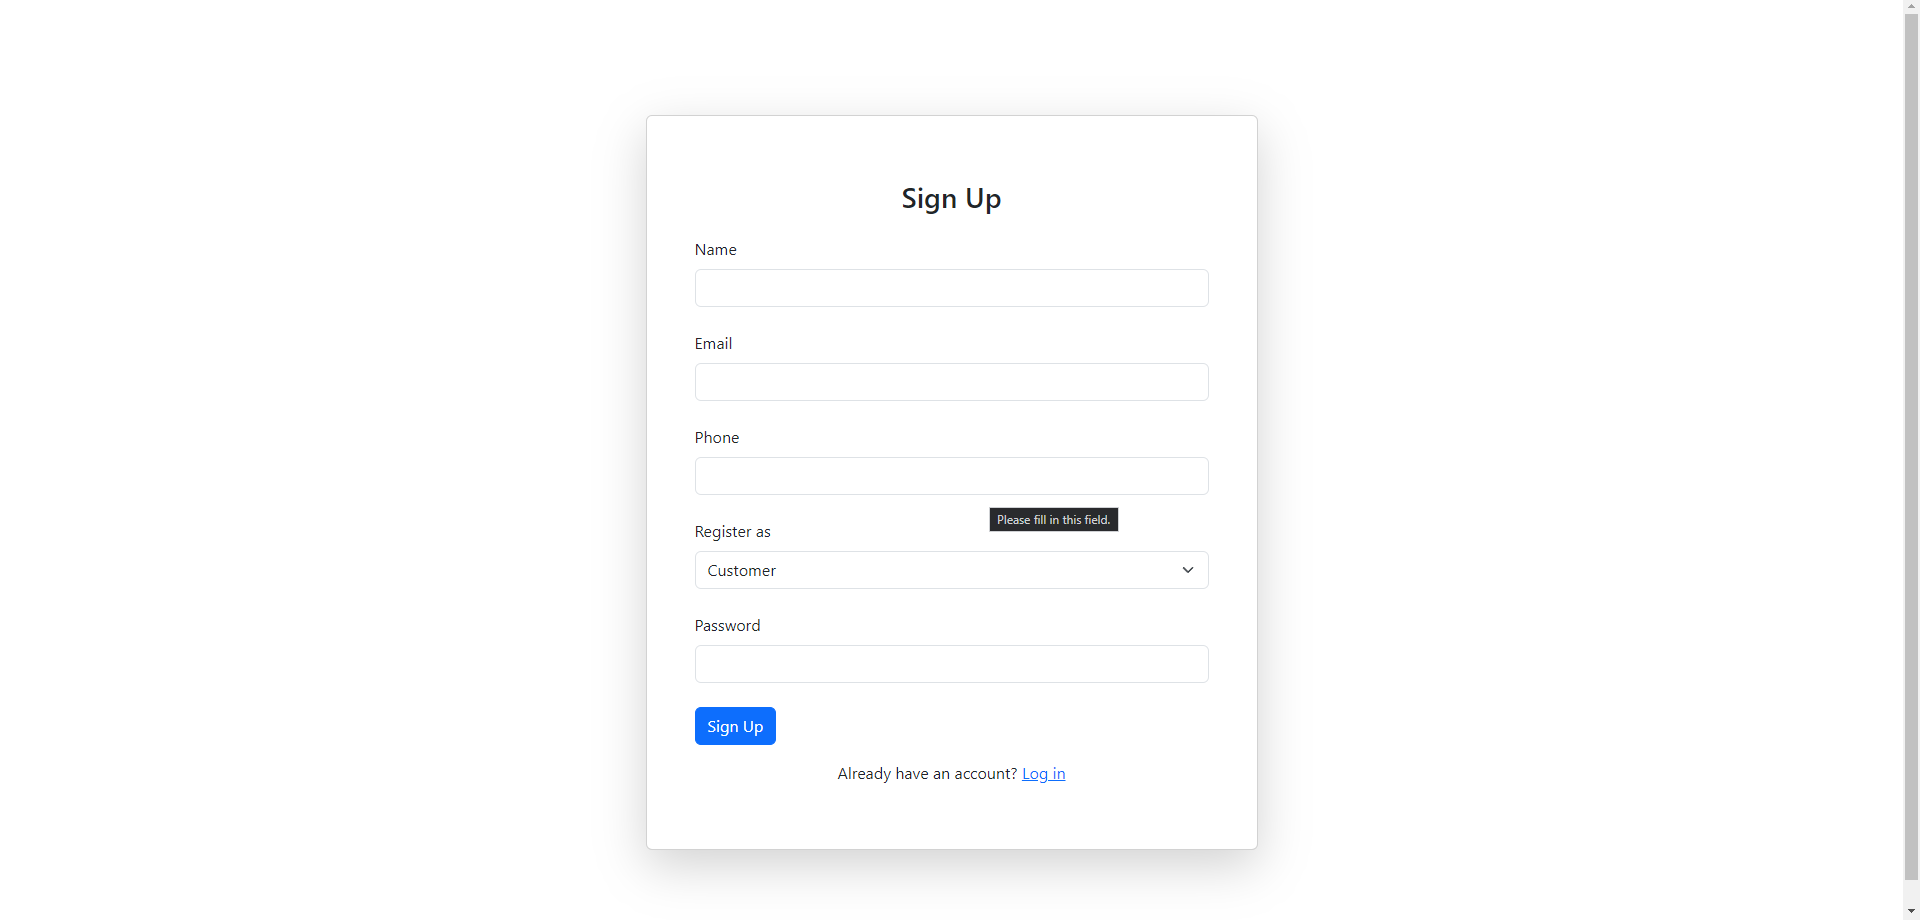 Sign Up
Name
Email
Phone
Please fill in this field.
Register as
Customer
Password
Sign Up
Already have an account? Log in